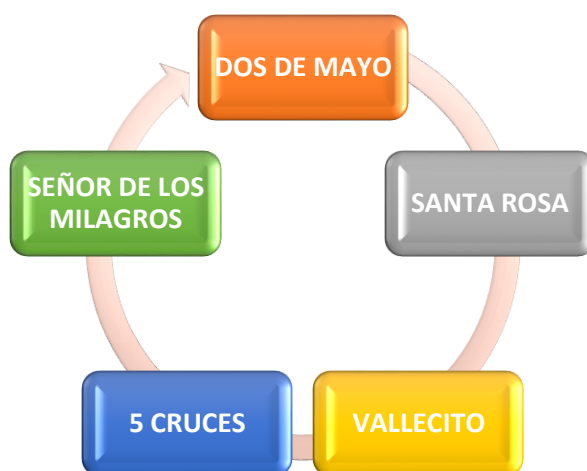 DOS DE MAYO
SANTA ROSA
VALLECITO
5 CRUCES
SEÑOR DE LOS
MILAGROS